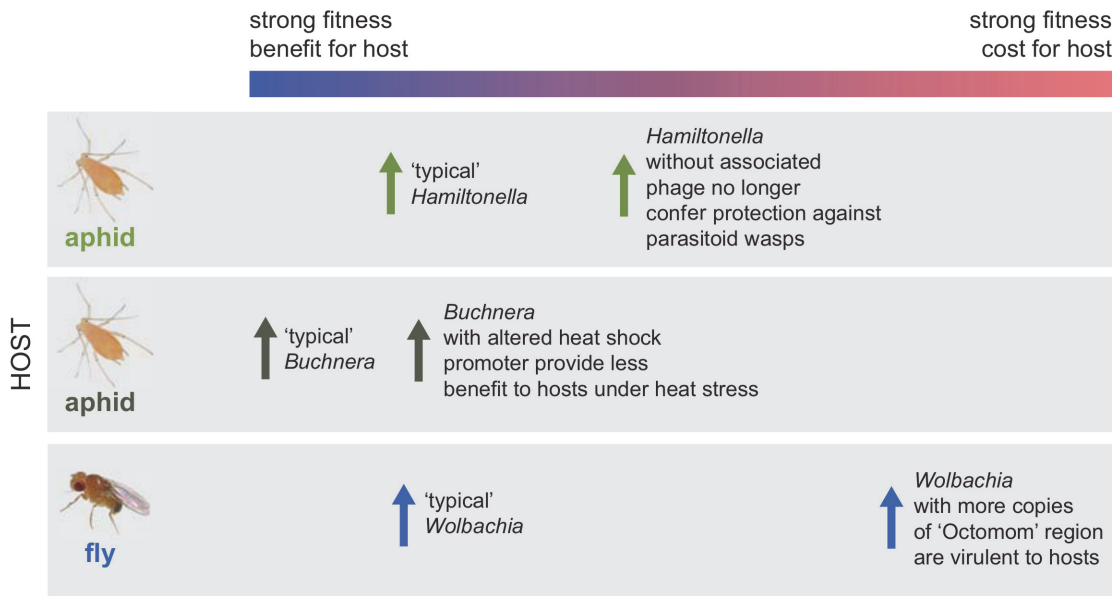 strong fitness
benefit for host
strong fitness
cost for host
HOST
aphid
‘typical’
Hamiltonella
Hamiltonella
without associated
phage no longer
confer protection against
parasitoid wasps
aphid
‘typical’
Buchnera
Buchnera
with altered heat shock
promoter provide less
benefit to hosts under heat stress
fly
‘typical’
Wolbachia
Wolbachia
with more copies
of ‘Octomom’ region
are virulent to hosts